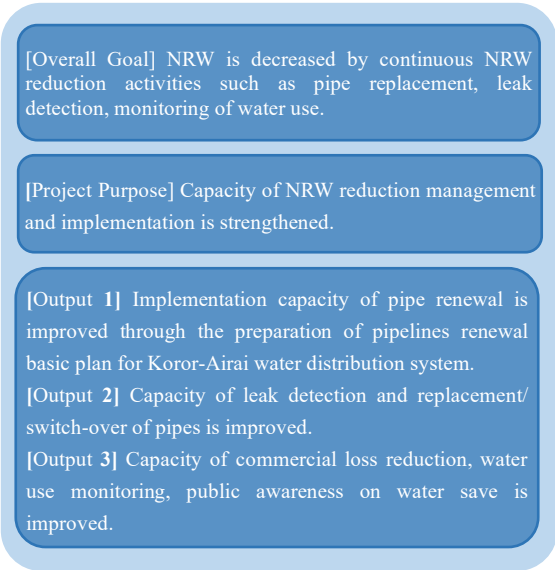 [Overall Goal] NRW is decreased by continuous NRW
reduction activities such as pipe replacement, leak
detection, monitoring of water use.
[Project Purpose] Capacity of NRW reduction management
and implementation is strengthened.
[Output 1] Implementation capacity of pipe renewal is
improved through the preparation of pipelines renewal
basic plan for Koror-Airai water distribution system.
[Output 2] Capacity of leak detection and replacement/
switch-over of pipes is improved.
[Output 3] Capacity of commercial loss reduction, water
use monitoring, public awareness on water save is
improved.